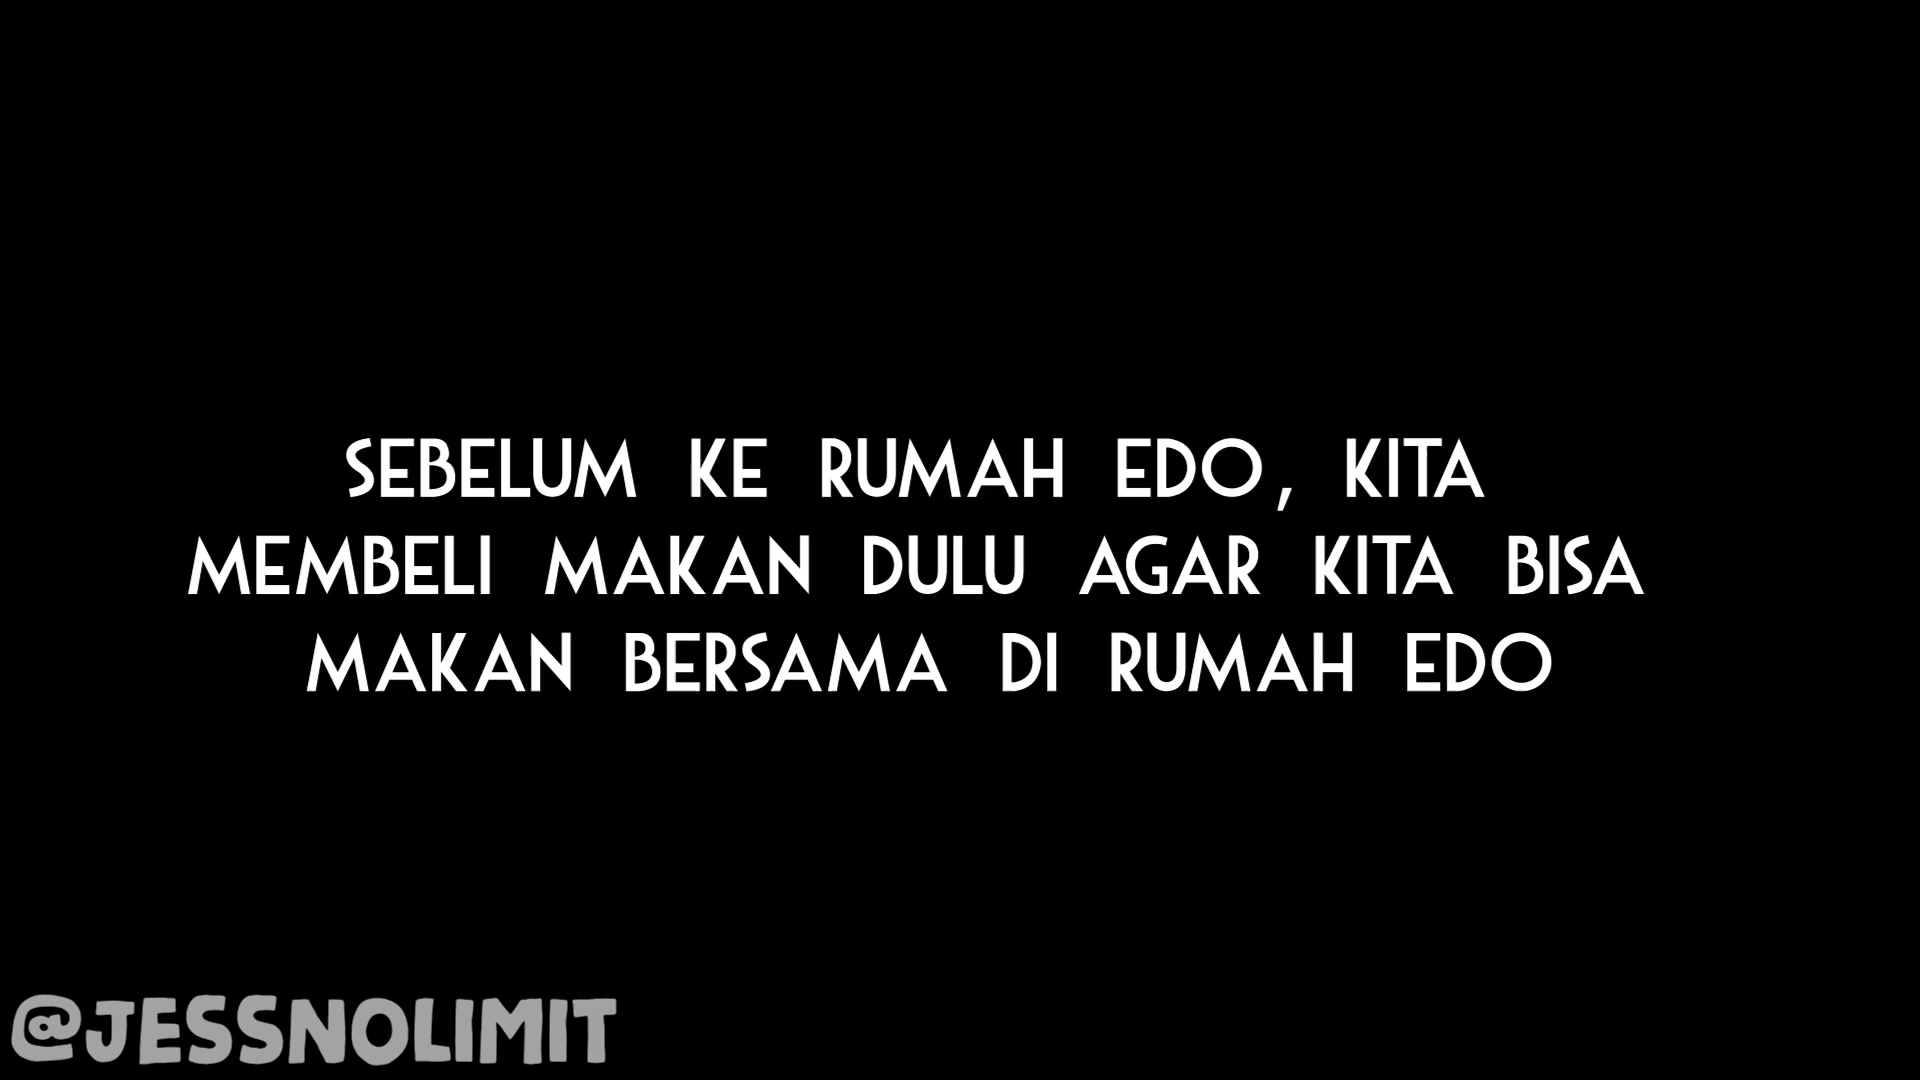 SEBELUM KE RUMAH EDO, KITA
MEMBELI MAKAN DULU AGAR KITA BISA
MAKAN BERSAMA DI RUMAH EDO
@JESSNOLIMIT